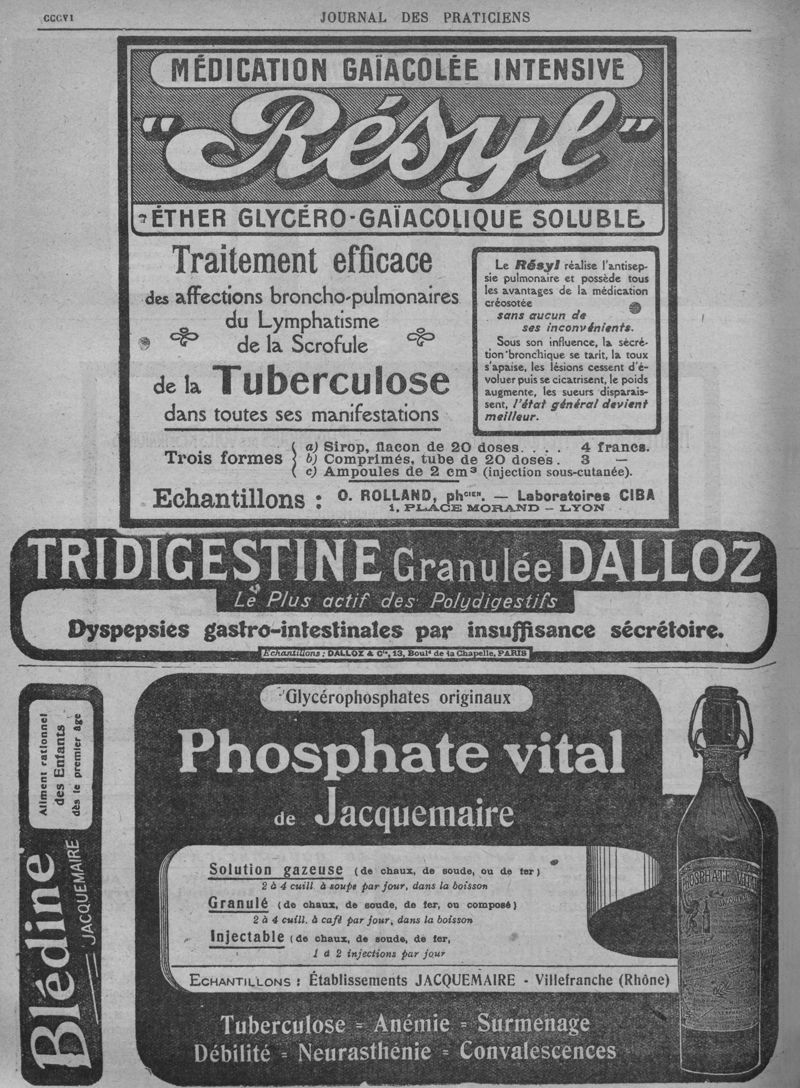 CCCVI
JOURNAL DES PRATICIENS
MÉDICATION GAÏACOLÉE INTENSIVE
"Résyl"
ÉTHER GLYCÉRO-GAÏACOLIQUE SOLUBLE
Traitement efficace
des affections broncho-pulmonaires
du Lymphatisme
de la Scrofule
de la Tuberculose
dans toutes ses manifestations
Le Résyl réalise l'antisep-
sie pulmonaire et possède tous
les avantages de la médication
créosotée
sans aucun de
ses inconvénients.
Sous son influence, la sécré-
tion bronchique se tarit, la toux
s'apaise, les lésions cessent d'é-
voluer puis se cicatrisent, le poids
augmente, les sueurs disparais-
sent, l'état général devient
meilleur.
Trois formes
a) Sirop, flacon de 20 doses. . . . 4 francs.
b) Comprimés, tube de 20 doses. 3 —
c) Ampoules de 2 cm³ (injection sous-cutanée).
Echantillons : O. ROLLAND, phcien. — Laboratoires CIBA
1, PLACE MORAND — LYON
TRIDIGESTINE Granulée DALLOZ
Le Plus actif des Polydigestifs
Dyspepsies gastro-intestinales par insuffisance sécrétoire.
Echantillons : DALLOZ & Cie, 13, Bould de la Chapelle, PARIS
Aliment rationnel
des Enfants
dès le premier âge
Blédine
JACQUEMAIRE
Glycérophosphates originaux
Phosphate vital
de Jacquemaire
Solution gazeuse (de chaux, de soude, ou de fer)
2 à 4 cuill. à soupe par jour, dans la boisson
Granulé (de chaux, de soude, de fer, ou composé)
2 à 4 cuill. à café par jour, dans la boisson
Injectable (de chaux, de soude, de fer,
1 à 2 injections par jour
ECHANTILLONS : Établissements JACQUEMAIRE - Villefranche (Rhône)
PHOSPHATE VITAL
Tuberculose = Anémie = Surmenage
Débilité = Neurasthénie = Convalescences